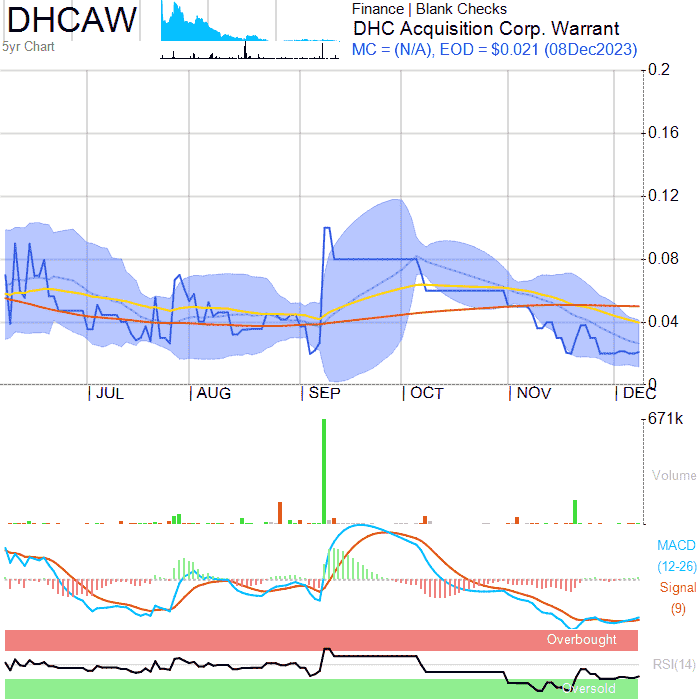 DHCAW
5yr Chart
Finance | Blank Checks
DHC Acquisition Corp. Warrant
MC = (N/A), EOD = $0.021 (08Dec2023)
0.2
0.16
0.12
0.08
0.04
0
JUL AUG SEP OCT NOV DEC
671k
Volume
MACD
(12-26)
Signal
(9)
Overbought
RSI(14)
Oversold